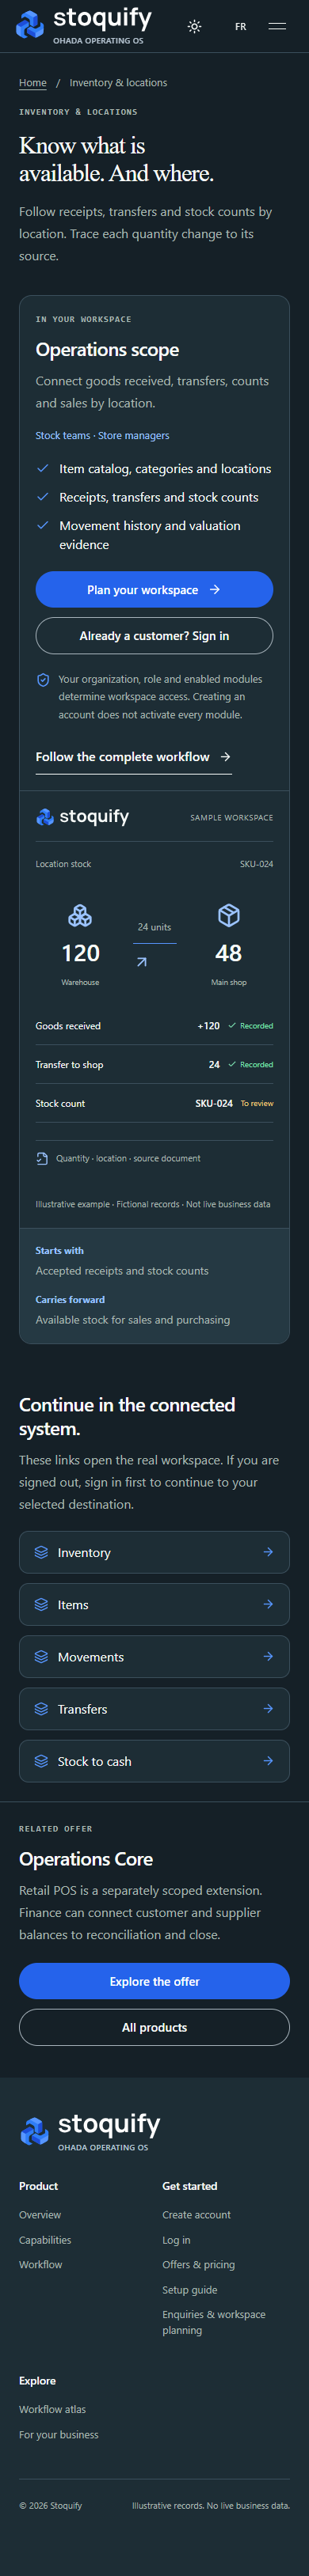 stoquify
OHADA OPERATING OS
FR
Home / Inventory & locations
INVENTORY & LOCATIONS
Know what is
available. And where.
Follow receipts, transfers and stock counts by
location. Trace each quantity change to its
source.
IN YOUR WORKSPACE
Operations scope
Connect goods received, transfers, counts
and sales by location.
Stock teams · Store managers
Item catalog, categories and locations
Receipts, transfers and stock counts
Movement history and valuation
evidence
Plan your workspace
Already a customer? Sign in
Your organization, role and enabled modules
determine workspace access. Creating an
account does not activate every module.
Follow the complete workflow
stoquify SAMPLE WORKSPACE
Location stock SKU-024
24 units
120 48
Warehouse Main shop
Goods received +120 Recorded
Transfer to shop 24 Recorded
Stock count SKU-024 To review
Quantity · location · source document
Illustrative example · Fictional records · Not live business data
Starts with
Accepted receipts and stock counts
Carries forward
Available stock for sales and purchasing
Continue in the connected
system.
These links open the real workspace. If you are
signed out, sign in first to continue to your
selected destination.
Inventory
Items
Movements
Transfers
Stock to cash
RELATED OFFER
Operations Core
Retail POS is a separately scoped extension.
Finance can connect customer and supplier
balances to reconciliation and close.
Explore the offer
All products
stoquify
OHADA OPERATING OS
Product
Overview
Capabilities
Workflow
Get started
Create account
Log in
Offers & pricing
Setup guide
Enquiries & workspace
planning
Explore
Workflow atlas
For your business
© 2026 Stoquify Illustrative records. No live business data.